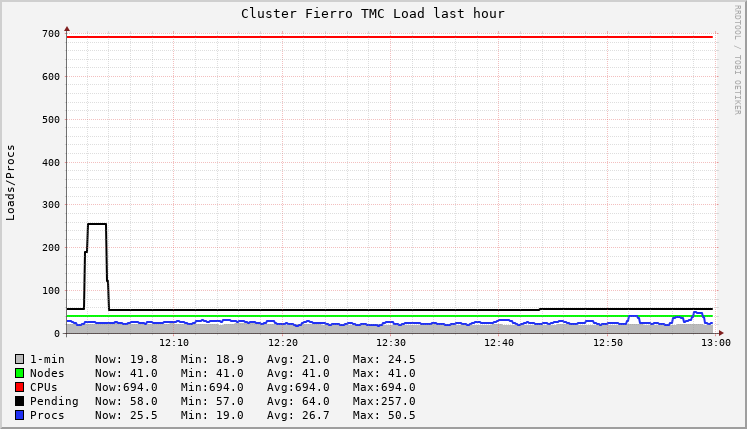 Cluster Fierro TMC Load last hour
RRDTOOL / TOBI OETIKER
Loads/Procs
700
600
500
400
300
200
100
0
12:10 12:20 12:30 12:40 12:50 13:00
1-min Now: 19.8 Min: 18.9 Avg: 21.0 Max: 24.5
Nodes Now: 41.0 Min: 41.0 Avg: 41.0 Max: 41.0
CPUs Now:694.0 Min:694.0 Avg:694.0 Max:694.0
Pending Now: 58.0 Min: 57.0 Avg: 64.0 Max:257.0
Procs Now: 25.5 Min: 19.0 Avg: 26.7 Max: 50.5